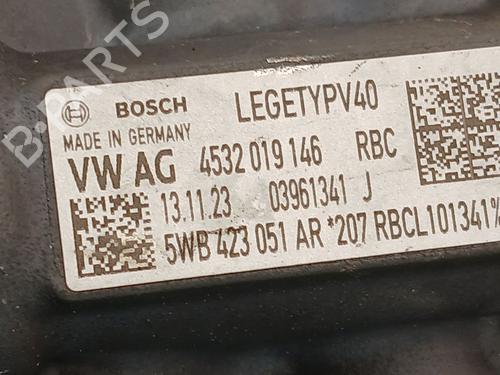 BOSCH LEGETYPV40
MADE IN GERMANY
VW AG 4532 019 146 RBC
13.11.23 03961341 J
5WB 423 051 AR *207 RBCL101341%
B-PARTS